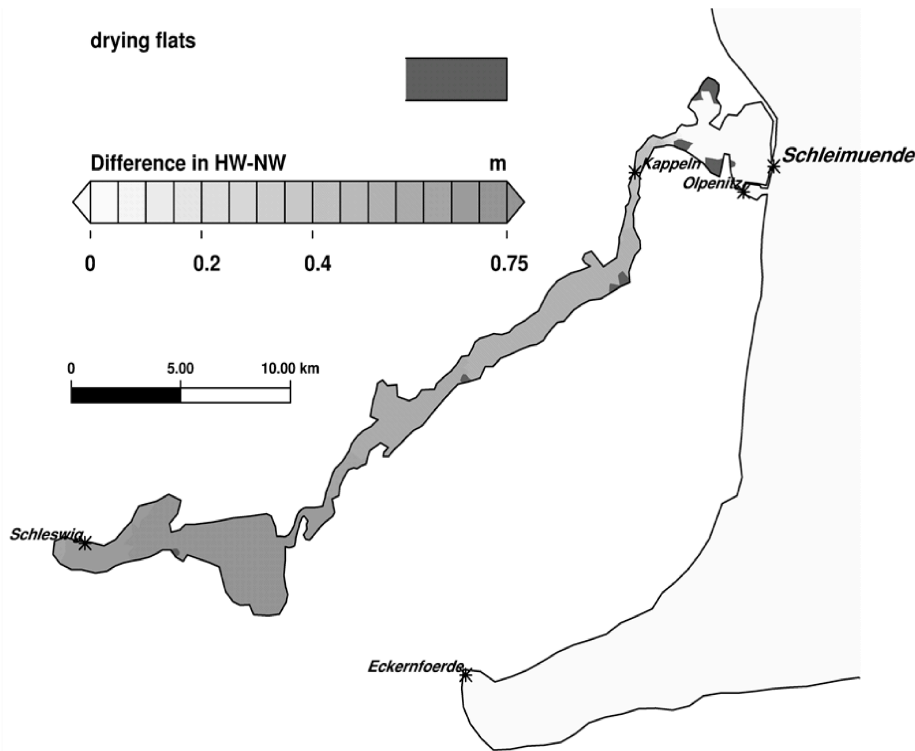 drying flats
Difference in HW-NW m
0 0.2 0.4 0.75
0 5.00 10.00 km
Schleimuende
Kappeln
Olpenitz
Schleswig
Eckernfoerde